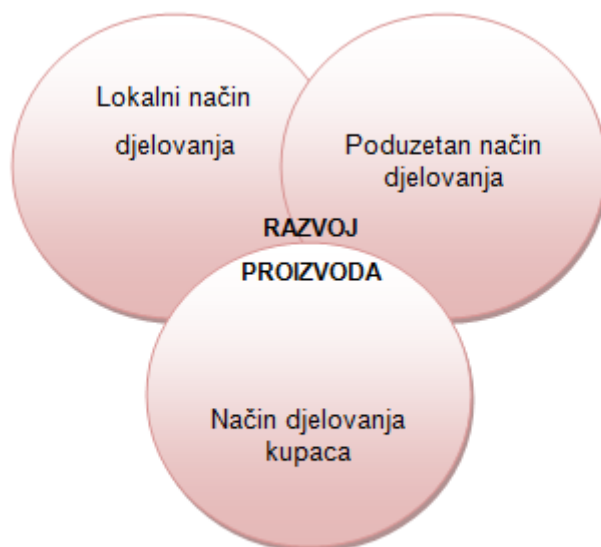 Lokalni način
djelovanja
Poduzetan način
djelovanja
RAZVOJ
PROIZVODA
Način djelovanja
kupaca